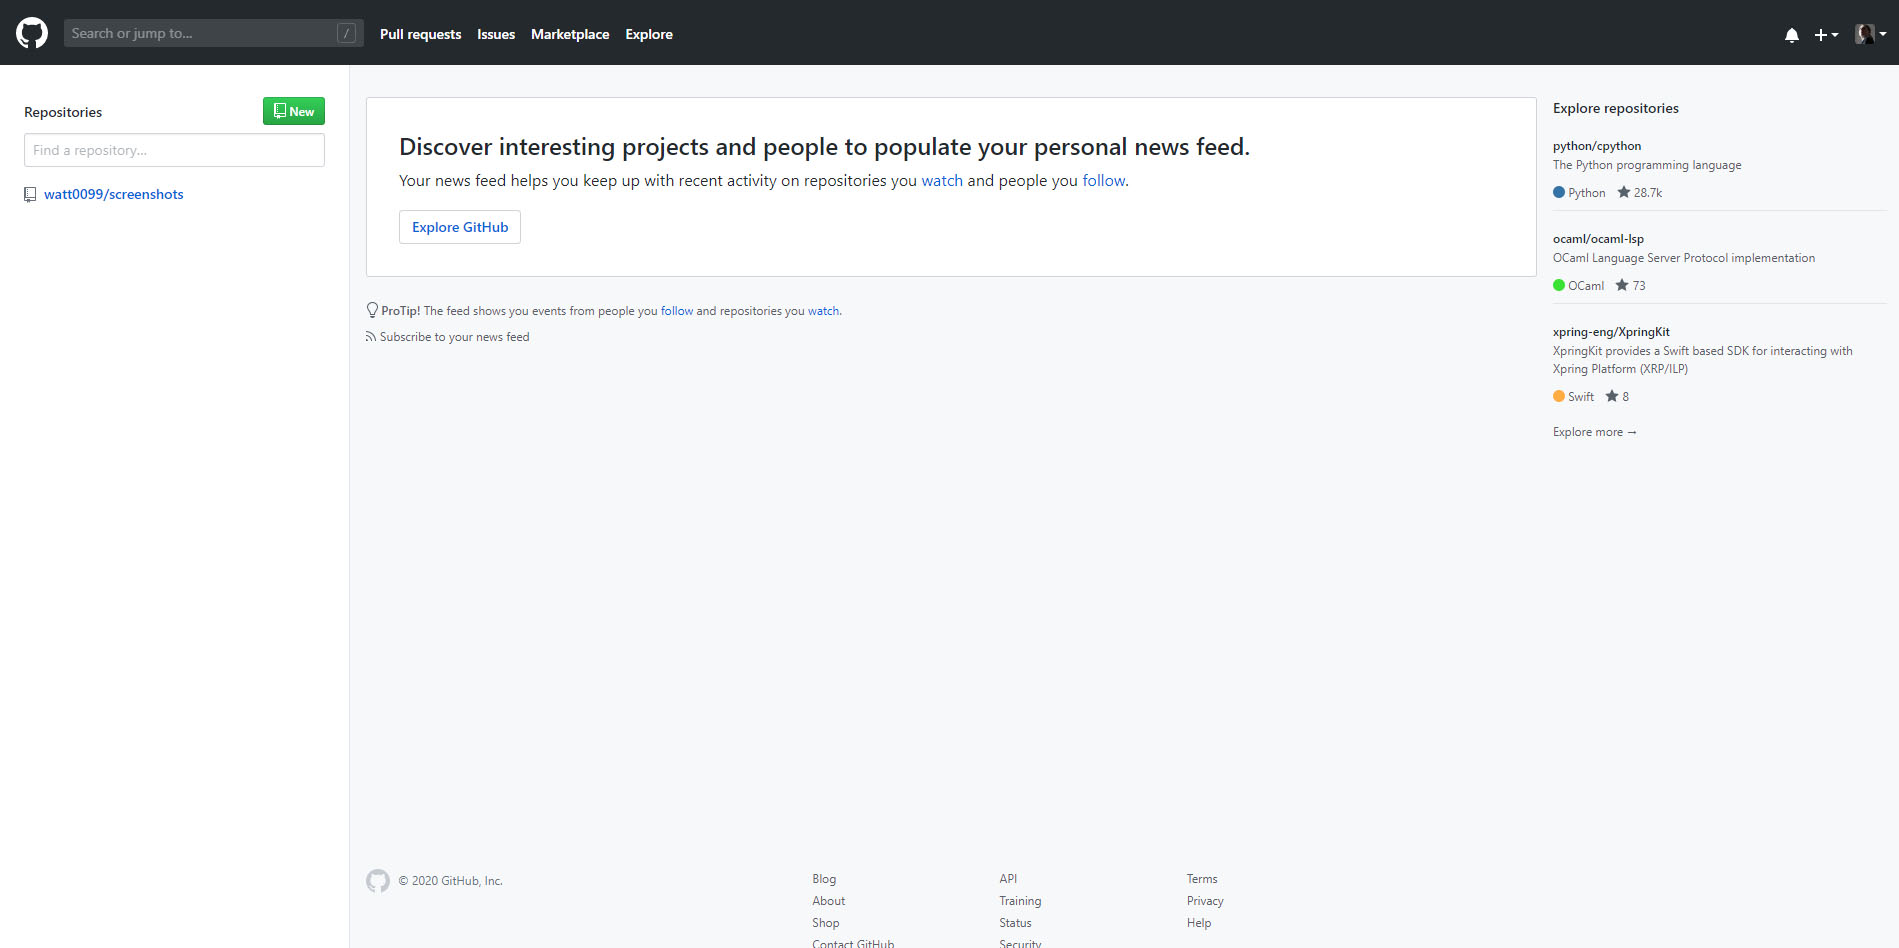 Search or jump to... /
Pull requests Issues Marketplace Explore
Repositories
New
Find a repository...
watt0099/screenshots
Discover interesting projects and people to populate your personal news feed.
Your news feed helps you keep up with recent activity on repositories you watch and people you follow.
Explore GitHub
ProTip! The feed shows you events from people you follow and repositories you watch.
Subscribe to your news feed
Explore repositories
python/cpython
The Python programming language
Python 28.7k
ocaml/ocaml-lsp
OCaml Language Server Protocol implementation
OCaml 73
xpring-eng/XpringKit
XpringKit provides a Swift based SDK for interacting with
Xpring Platform (XRP/ILP)
Swift 8
Explore more →
© 2020 GitHub, Inc.
Blog
About
Shop
Contact GitHub
API
Training
Status
Security
Terms
Privacy
Help